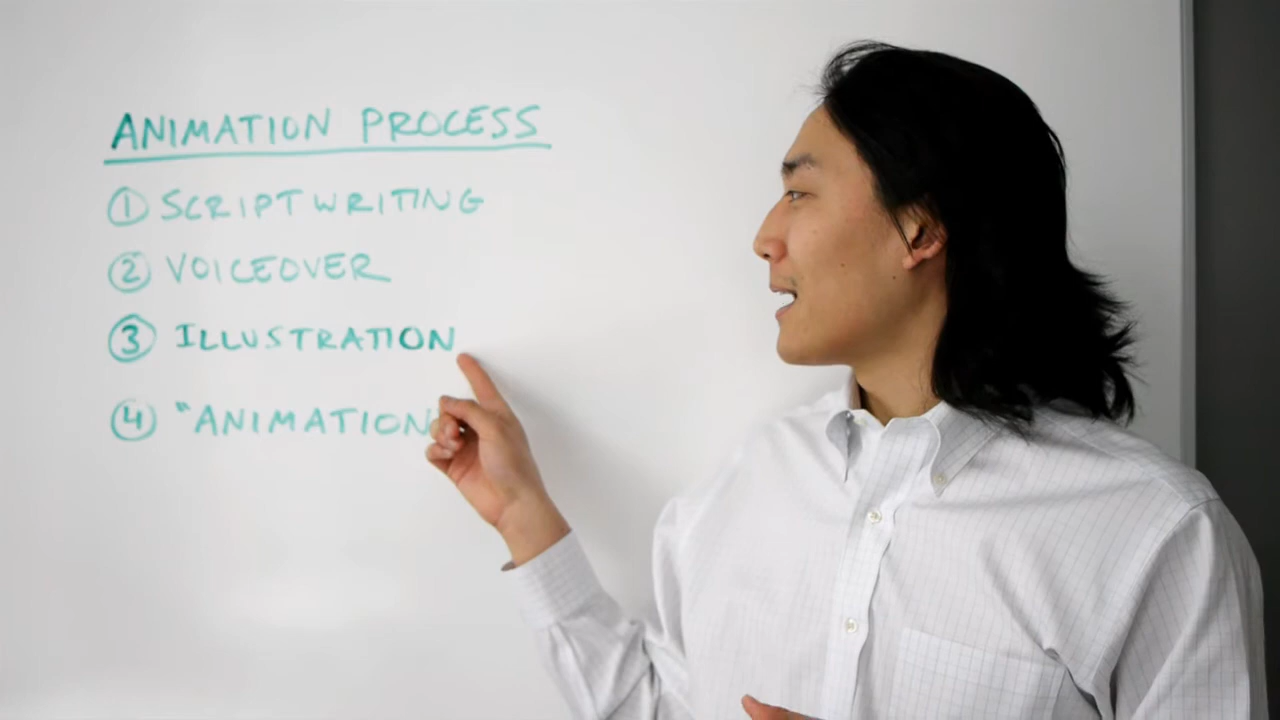 ANIMATION PROCESS
① SCRIPTWRITING
② VOICEOVER
③ ILLUSTRATION
④ "ANIMATION